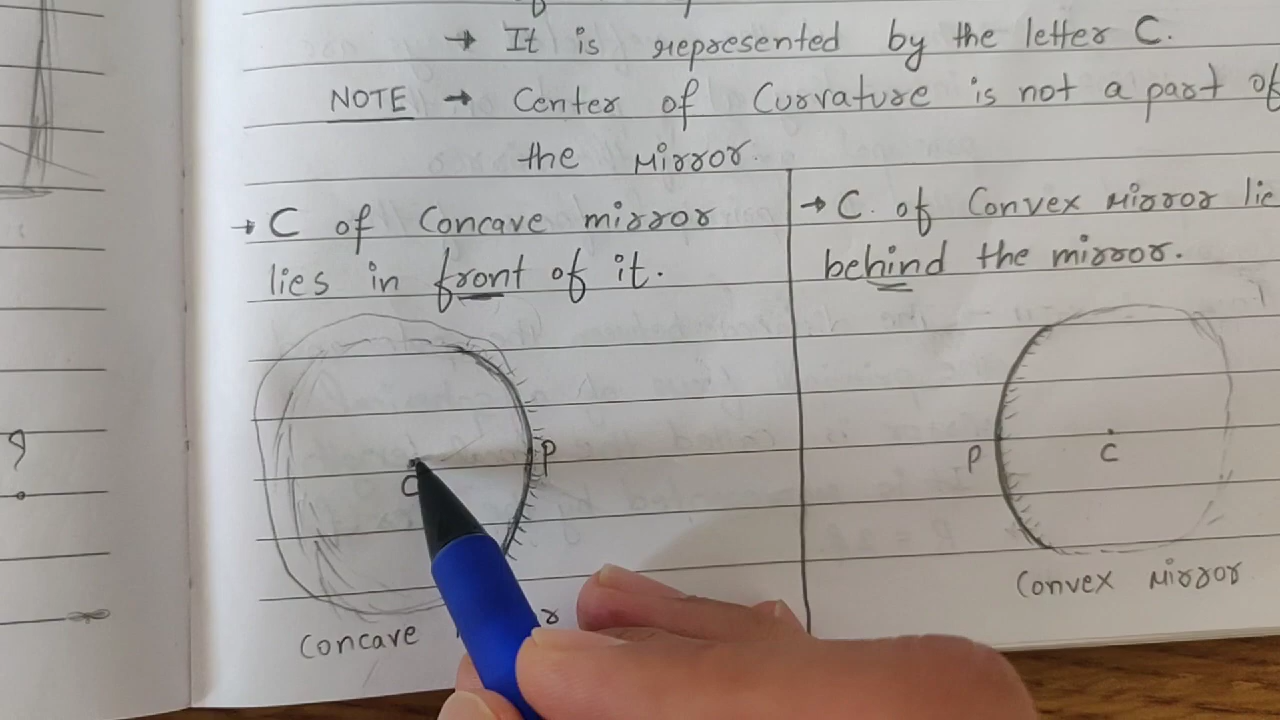 → It is represented by the letter C.
NOTE → Center of Curvature is not a part of
the Mirror.
→ C of Concave mirror
lies in front of it.
→ C. of Convex Mirror lie
behind the mirror.
P
C
P
C
Concave
Convex Mirror